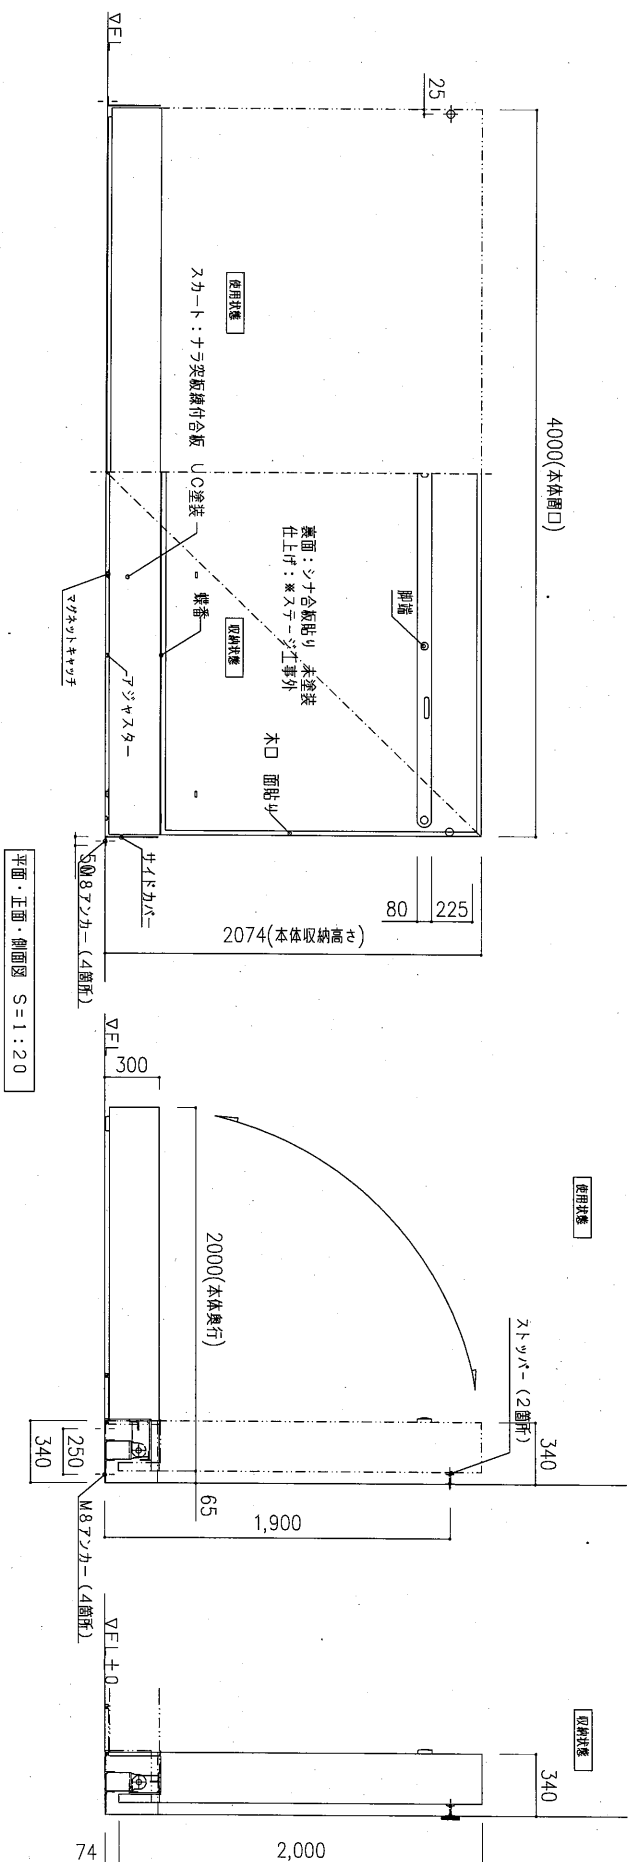 ▽FL
25
4000(本体間口)
使用状態
スカート：ナラ突板練付合板 UC塗装
裏面：シナ合板貼り 未塗装
仕上げ：※ステージ工事外
脚端
蝶番
収納状態
マグネットキャッチ
アジャスター
木口 面貼り
サイドカバー
50
M8アンカー(4箇所)
80
225
2074(本体収納高さ)
平面・正面・側面図 S=1:20
▽FL
300
使用状態
2000(本体奥行)
ストッパー(2箇所)
340
250
340
65
1,900
M8アンカー(4箇所)
▽FL±0
収納状態
340
74
2,000